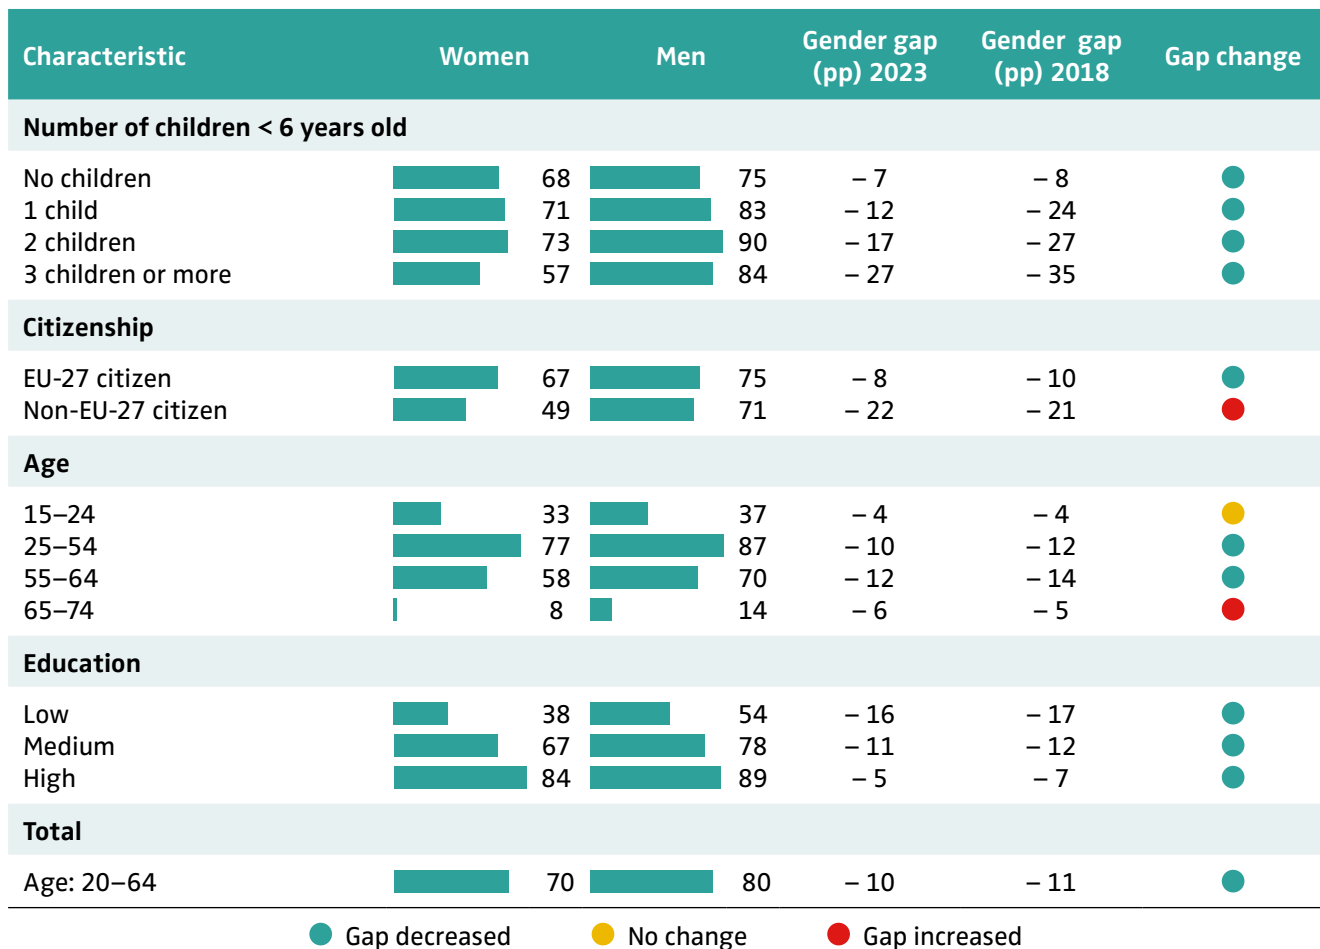 Characteristic Women Men Gender gap (pp) 2023 Gender gap (pp) 2018 Gap change
Number of children < 6 years old
No children 68 75 – 7 – 8
1 child 71 83 – 12 – 24
2 children 73 90 – 17 – 27
3 children or more 57 84 – 27 – 35
Citizenship
EU-27 citizen 67 75 – 8 – 10
Non-EU-27 citizen 49 71 – 22 – 21
Age
15–24 33 37 – 4 – 4
25–54 77 87 – 10 – 12
55–64 58 70 – 12 – 14
65–74 8 14 – 6 – 5
Education
Low 38 54 – 16 – 17
Medium 67 78 – 11 – 12
High 84 89 – 5 – 7
Total
Age: 20–64 70 80 – 10 – 11
Gap decreased No change Gap increased